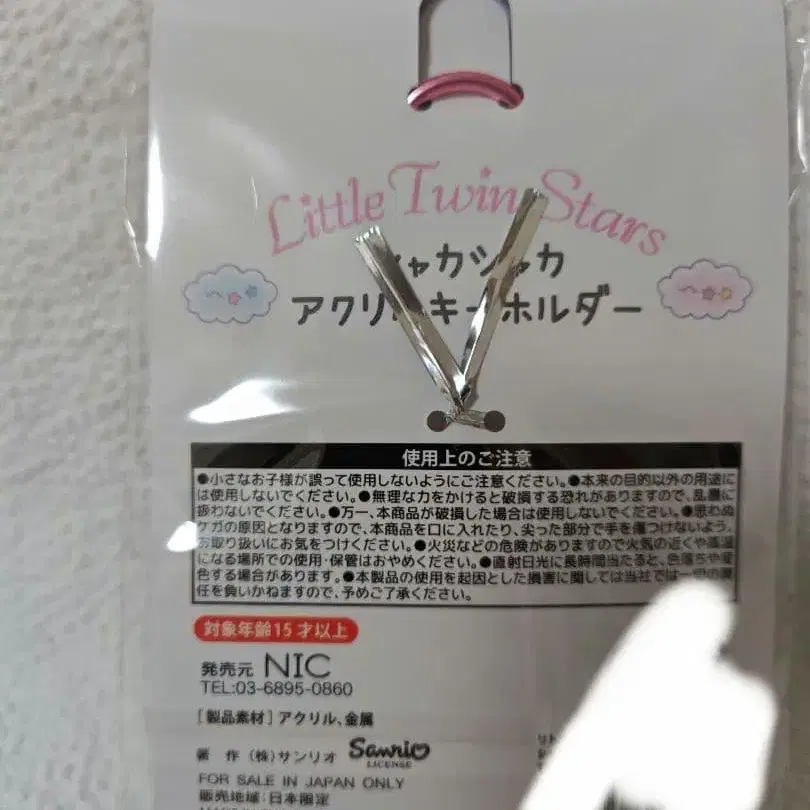 Little Twin Stars
シャカシャカ
アクリルキーホルダー
使用上のご注意
●小さなお子様が誤って使用しないようにご注意ください。●本来の目的以外の用途に
は使用しないでください。●無理な力をかけると破損する恐れがありますので、乱暴に
扱わないでください。●万一、本商品が破損した場合は使用しないでください。●思わぬ
ケガの原因となりますので、本商品を口に入れたり、尖った部分で手を傷つけないよう、
お取り扱いにお気をつけください。●火災などの危険がありますので火気の近くや高温
になる場所での使用・保管はおやめください。●直射日光に長時間当たると、色落ちや変
色する場合があります。●本製品の使用を起因とした損害に関しては当社では一切の責
任を負いかねますので、予めご了承ください。
対象年齢15才以上
発売元 NIC
TEL:03-6895-0860
[製品素材] アクリル、金属
著 作 (株)サンリオ Sanrio
LICENSE
FOR SALE IN JAPAN ONLY
販売地域:日本限定